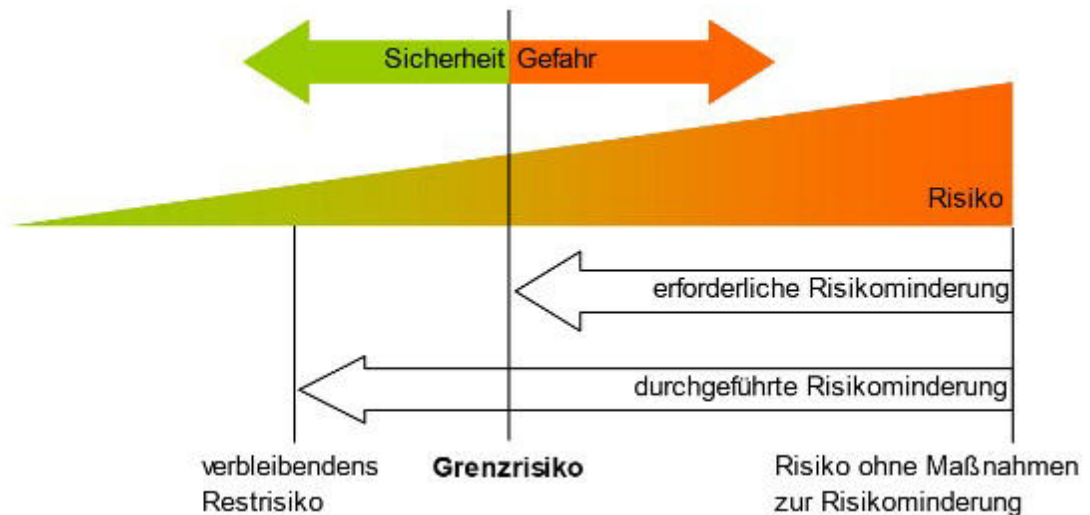 Sicherheit Gefahr
Risiko
erforderliche Risikominderung
durchgeführte Risikominderung
verbleibendens
Restrisiko
Grenzrisiko
Risiko ohne Maßnahmen
zur Risikominderung